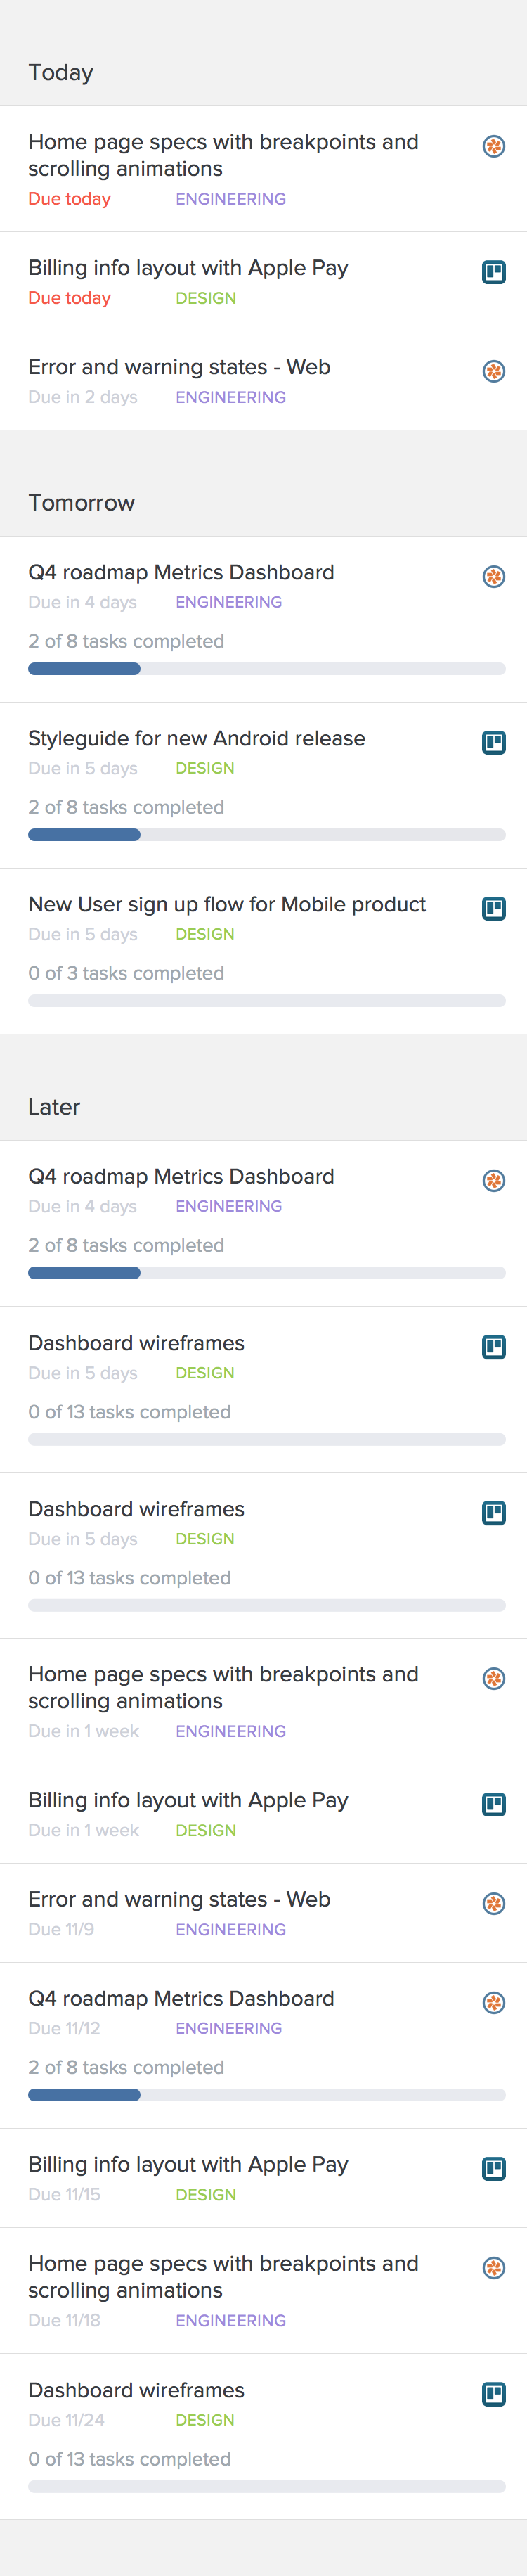 Today
Home page specs with breakpoints and
scrolling animations
Due today ENGINEERING
Billing info layout with Apple Pay
Due today DESIGN
Error and warning states - Web
Due in 2 days ENGINEERING
Tomorrow
Q4 roadmap Metrics Dashboard
Due in 4 days ENGINEERING
2 of 8 tasks completed
Styleguide for new Android release
Due in 5 days DESIGN
2 of 8 tasks completed
New User sign up flow for Mobile product
Due in 5 days DESIGN
0 of 3 tasks completed
Later
Q4 roadmap Metrics Dashboard
Due in 4 days ENGINEERING
2 of 8 tasks completed
Dashboard wireframes
Due in 5 days DESIGN
0 of 13 tasks completed
Dashboard wireframes
Due in 5 days DESIGN
0 of 13 tasks completed
Home page specs with breakpoints and
scrolling animations
Due in 1 week ENGINEERING
Billing info layout with Apple Pay
Due in 1 week DESIGN
Error and warning states - Web
Due 11/9 ENGINEERING
Q4 roadmap Metrics Dashboard
Due 11/12 ENGINEERING
2 of 8 tasks completed
Billing info layout with Apple Pay
Due 11/15 DESIGN
Home page specs with breakpoints and
scrolling animations
Due 11/18 ENGINEERING
Dashboard wireframes
Due 11/24 DESIGN
0 of 13 tasks completed